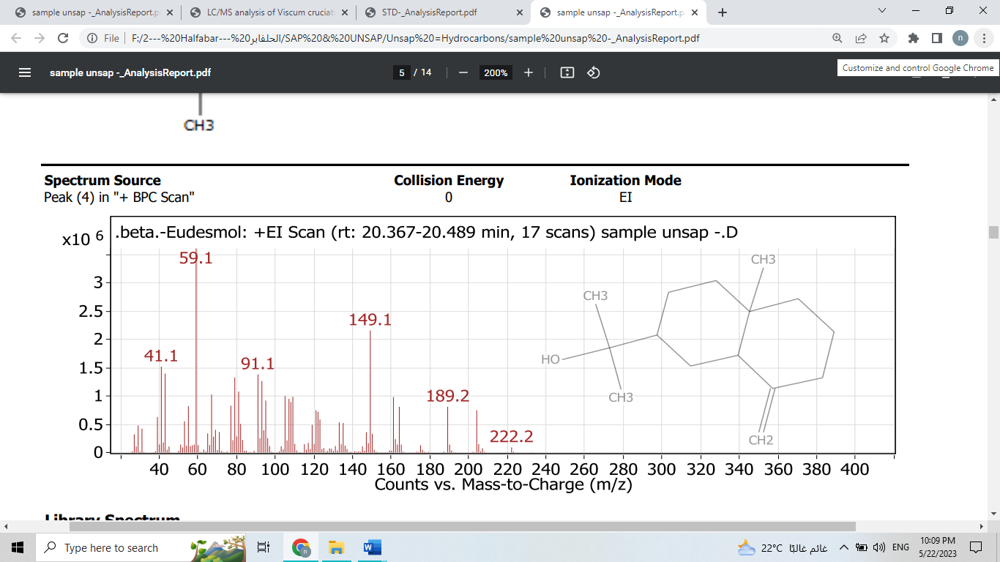 sample unsap -_AnalysisReport.p
LC/MS analysis of Viscum cruciat
STD-_AnalysisReport.pdf
sample unsap -_AnalysisReport.p
File
F:/2---%20Halfabar---%20الحلفابر/SAP%20&%20UNSAP/Unsap%20=Hydrocarbons/sample%20unsap%20-_AnalysisReport.pdf
n
sample unsap -_AnalysisReport.pdf
5 / 14
200%
Customize and control Google Chrome
CH3
Spectrum Source
Collision Energy
Ionization Mode
Peak (4) in "+ BPC Scan"
0
EI
x10 6
.beta.-Eudesmol: +EI Scan (rt: 20.367-20.489 min, 17 scans) sample unsap -.D
59.1
CH3
3
CH3
2.5
149.1
2
41.1
91.1
HO
1.5
CH3
1
189.2
0.5
222.2
CH2
0
40 60 80 100 120 140 160 180 200 220 240 260 280 300 320 340 360 380 400
Counts vs. Mass-to-Charge (m/z)
Library Spectrum
Type here to search
n
W
22°C غائم غالبًا
ENG
10:09 PM
5/22/2023